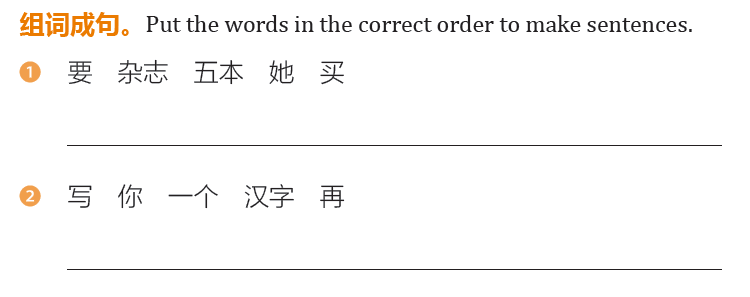 组词成句。Put the words in the correct order to make sentences.
1 要 杂志 五本 她 买
2 写 你 一个 汉字 再